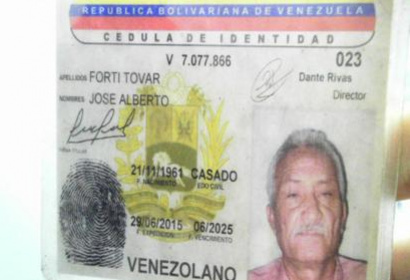 REPUBLICA BOLIVARIANA DE VENEZUELA
CEDULA DE IDENTIDAD
V 7.077.866 023
APELLIDOS FORTI TOVAR
Dante Rivas
Director
NOMBRES JOSE ALBERTO
21/11/1961 CASADO
F. NACIMIENTO EDO CIVIL
29/06/2015 06/2025
F. EXPEDICION F. VENCIMIENTO
VENEZOLANO